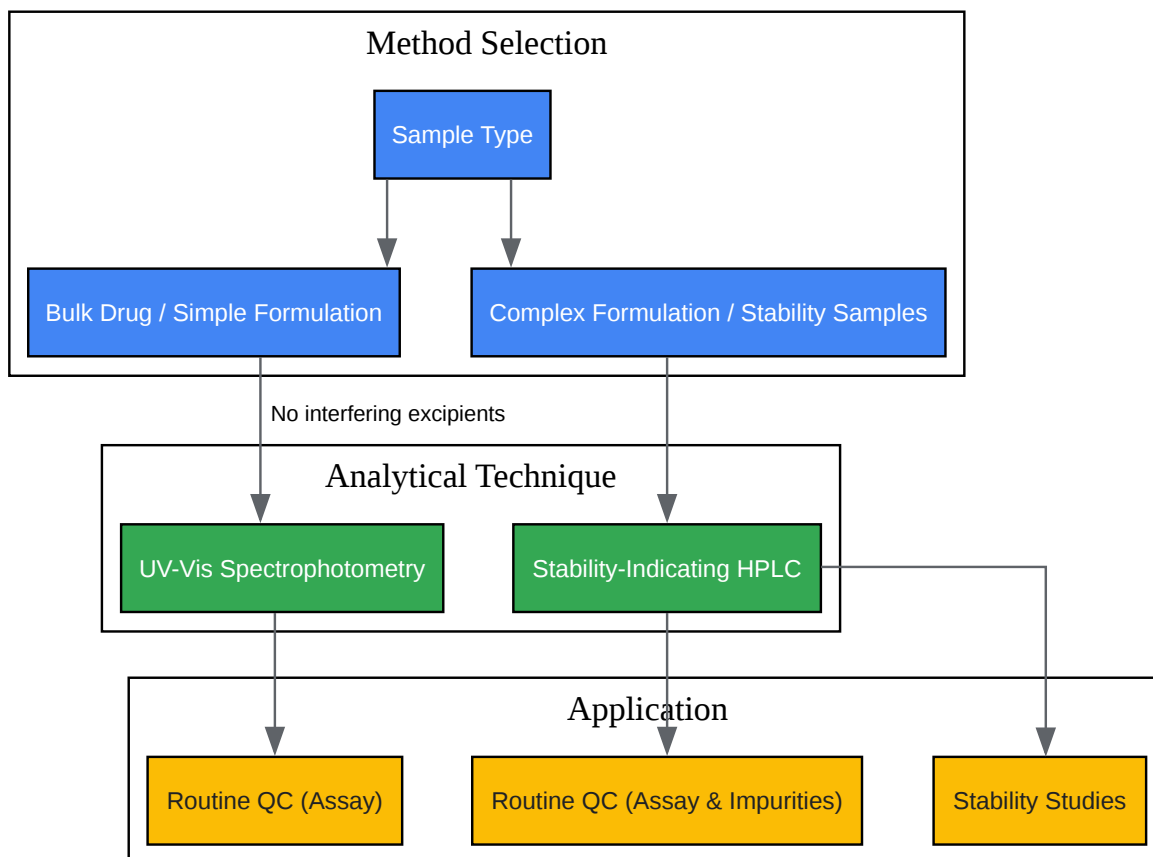 Method Selection
Sample Type
Bulk Drug / Simple Formulation
Complex Formulation / Stability Samples
No interfering excipients
Analytical Technique
UV-Vis Spectrophotometry
Stability-Indicating HPLC
Application
Routine QC (Assay)
Routine QC (Assay & Impurities)
Stability Studies